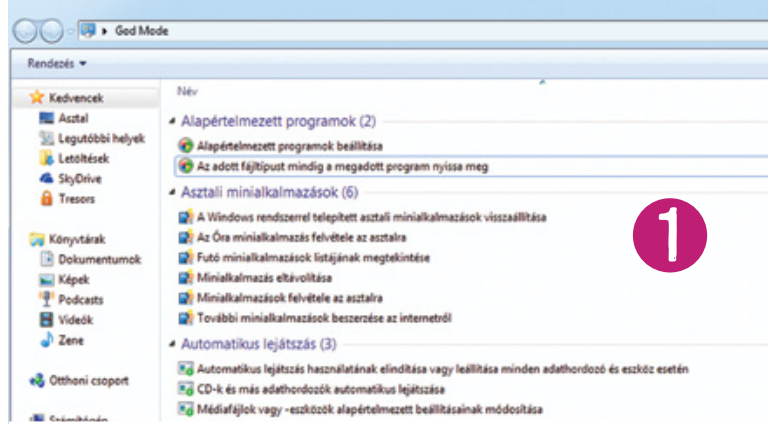 God Mode
Rendezés
Név
Kedvencek
Asztal
Legutóbbi helyek
Letöltések
SkyDrive
Tresors
Könyvtárak
Dokumentumok
Képek
Podcasts
Videók
Zene
Otthoni csoport
Számítógép
Alapértelmezett programok (2)
Alapértelmezett programok beállítása
Az adott fájltípust mindig a megadott program nyissa meg
Asztali minialkalmazások (6)
A Windows rendszerrel telepített asztali minialkalmazások visszaállítása
Az Óra minialkalmazás felvétele az asztalra
Futó minialkalmazások listájának megtekintése
Minialkalmazás eltávolítása
Minialkalmazások felvétele az asztalra
További minialkalmazások beszerzése az internetről
Automatikus lejátszás (3)
Automatikus lejátszás használatának elindítása vagy leállítása minden adathordozó és eszköz esetén
CD-k és más adathordozók automatikus lejátszása
Médiafájlok vagy -eszközök alapértelmezett beállításainak módosítása
1